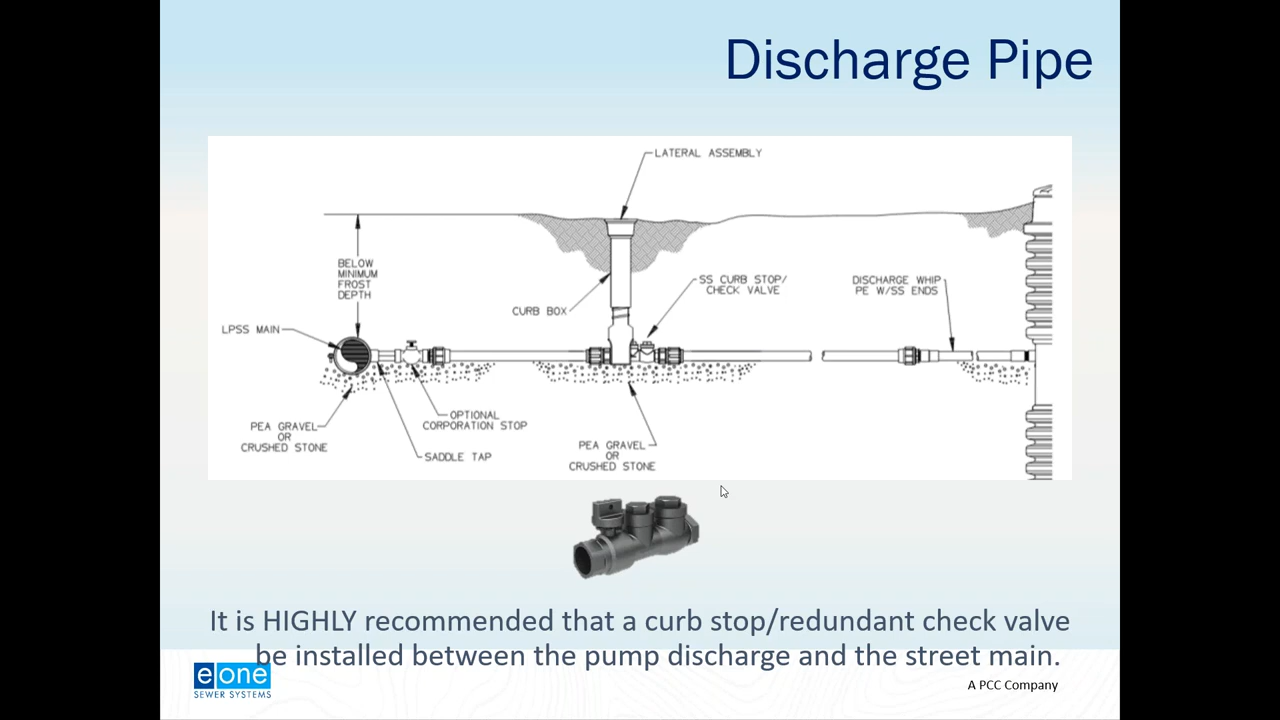 Discharge Pipe
LATERAL ASSEMBLY
BELOW
MINIMUM
FROST
DEPTH
SS CURB STOP/
CHECK VALVE
DISCHARGE WHIP
PE W/SS ENDS
CURB BOX
LPSS MAIN
OPTIONAL
CORPORATION STOP
PEA GRAVEL
OR
CRUSHED STONE
SADDLE TAP
PEA GRAVEL
OR
CRUSHED STONE
It is HIGHLY recommended that a curb stop/redundant check valve
be installed between the pump discharge and the street main.
e one
SEWER SYSTEMS
A PCC Company